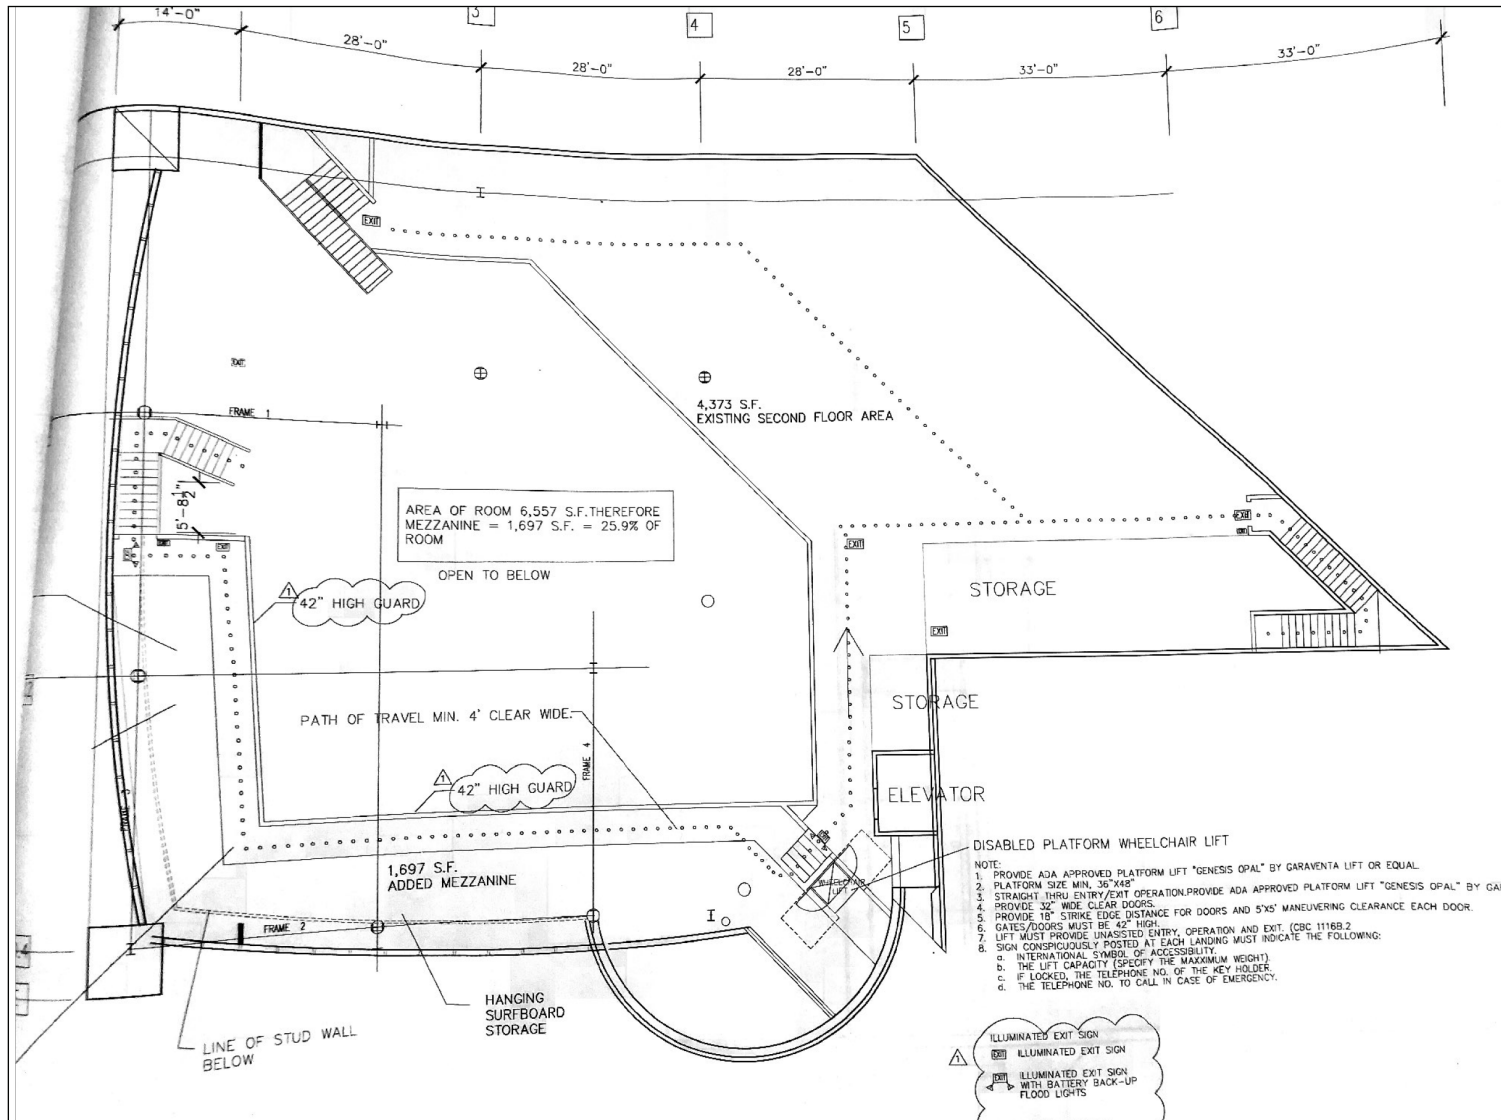 14'-0"
28'-0"
28'-0"
28'-0"
33'-0"
33'-0"
3
4
5
6
EXIT
EXIT
FRAME 1
4,373 S.F.
EXISTING SECOND FLOOR AREA
5'-8½"
AREA OF ROOM 6,557 S.F.THEREFORE
MEZZANINE = 1,697 S.F. = 25.9% OF
ROOM
OPEN TO BELOW
EXIT
EXIT
EXIT
EXIT
1
42" HIGH GUARD
STORAGE
STORAGE
PATH OF TRAVEL MIN. 4' CLEAR WIDE.
FRAME 4
1
42" HIGH GUARD
ELEVATOR
FRAME 3
1,697 S.F.
ADDED MEZZANINE
WHEELCHAIR
LIFT
FRAME 2
HANGING
SURFBOARD
STORAGE
LINE OF STUD WALL
BELOW
DISABLED PLATFORM WHEELCHAIR LIFT
NOTE:
1. PROVIDE ADA APPROVED PLATFORM LIFT "GENESIS OPAL" BY GARAVENTA LIFT OR EQUAL
2. PLATFORM SIZE MIN, 36"X48"
3. STRAIGHT THRU ENTRY/EXIT OPERATION.PROVIDE ADA APPROVED PLATFORM LIFT "GENESIS OPAL" BY GA
4. PROVIDE 32" WIDE CLEAR DOORS.
5. PROVIDE 18" STRIKE EDGE DISTANCE FOR DOORS AND 5'X5' MANEUVERING CLEARANCE EACH DOOR.
6. GATES/DOORS MUST BE 42" HIGH.
7. LIFT MUST PROVIDE UNASSISTED ENTRY, OPERATION AND EXIT. (CBC 1116B.2
8. SIGN CONSPICUOUSLY POSTED AT EACH LANDING MUST INDICATE THE FOLLOWING:
a. INTERNATIONAL SYMBOL OF ACCESSIBILITY.
b. THE LIFT CAPACITY (SPECIFY THE MAXXIMUM WEIGHT).
c. IF LOCKED, THE TELEPHONE NO. OF THE KEY HOLDER.
d. THE TELEPHONE NO. TO CALL IN CASE OF EMERGENCY.
1
ILLUMINATED EXIT SIGN
EXIT ILLUMINATED EXIT SIGN
EXIT ILLUMINATED EXIT SIGN
WITH BATTERY BACK-UP
FLOOD LIGHTS